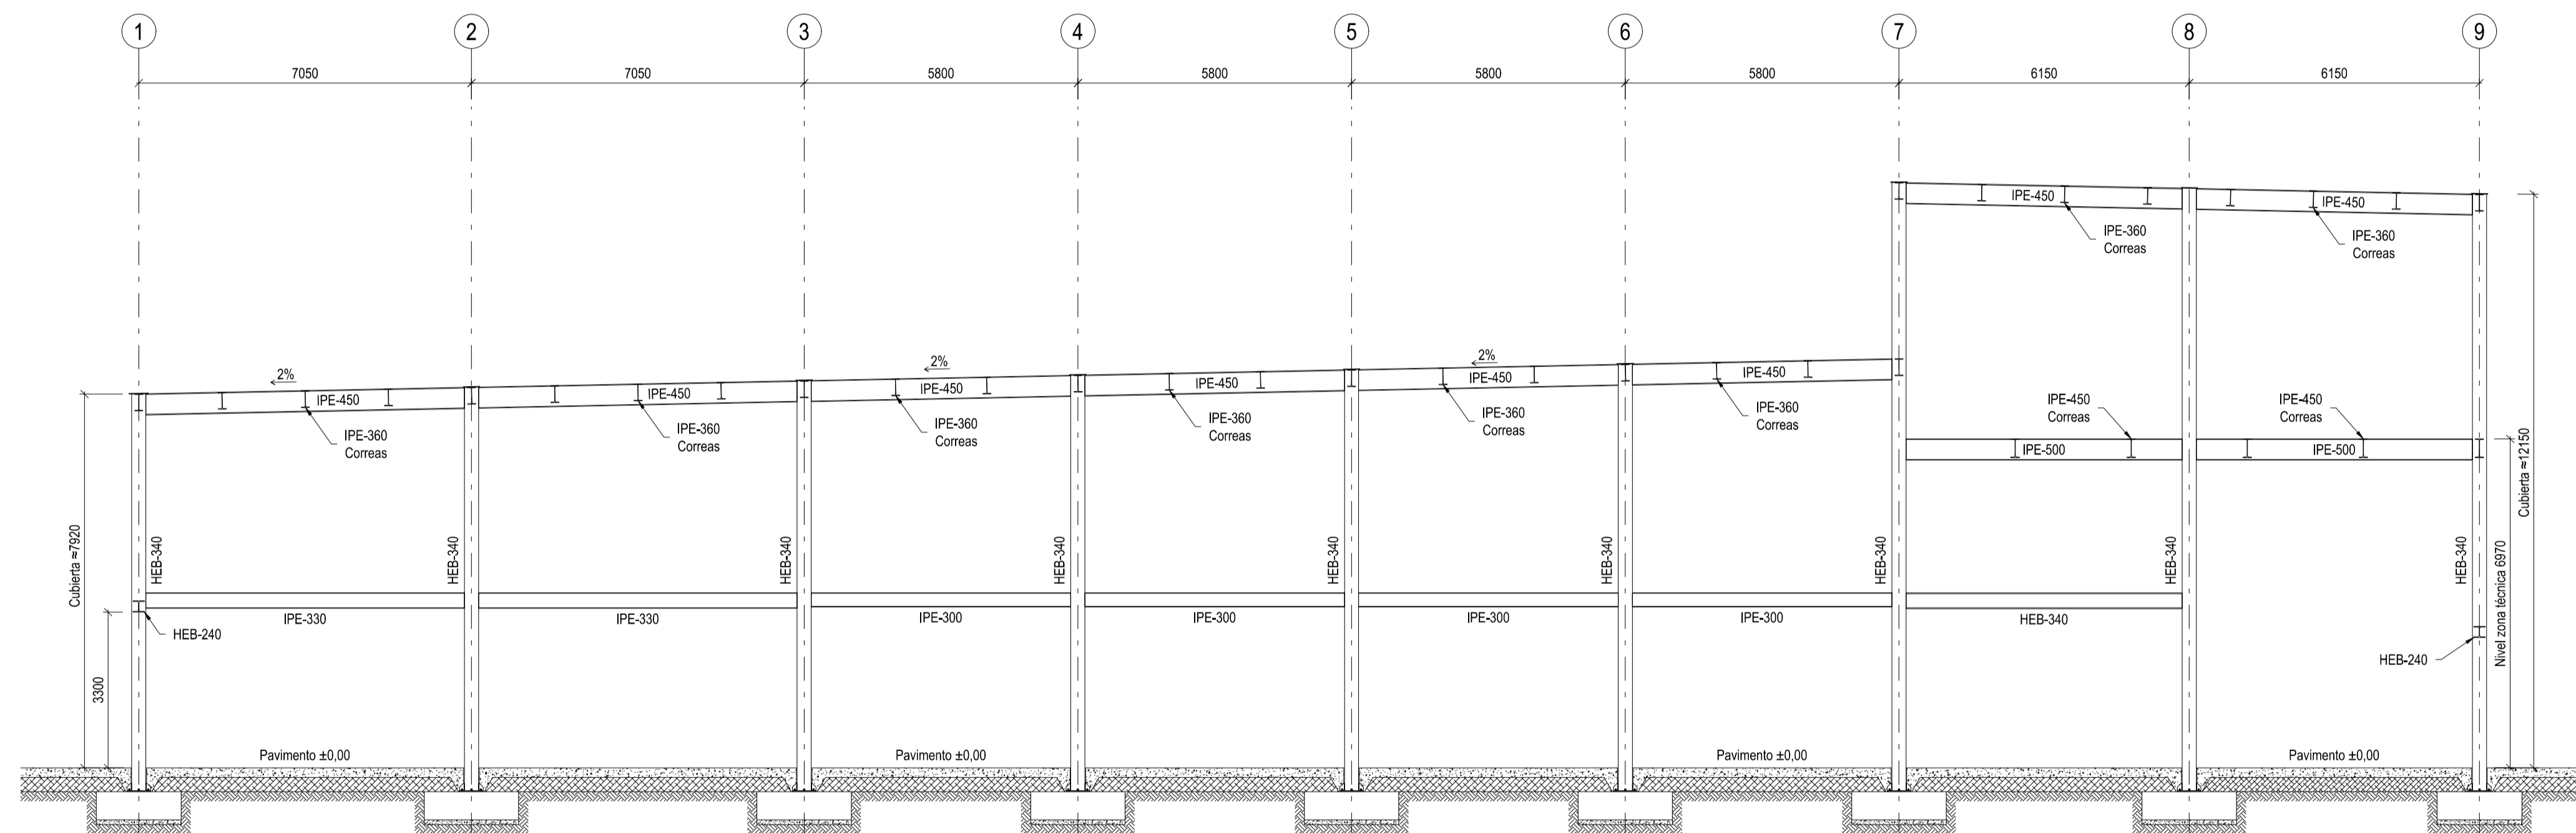 1 2 3 4 5 6 7 8 9
7050 7050 5800 5800 5800 5800 6150 6150
IPE-450 IPE-450
IPE-360
Correas
IPE-360
Correas
2% 2% 2%
IPE-450 IPE-450 IPE-450 IPE-450 IPE-450 IPE-450
IPE-360
Correas
IPE-360
Correas
IPE-360
Correas
IPE-360
Correas
IPE-360
Correas
IPE-360
Correas
IPE-450
Correas
IPE-450
Correas
IPE-500 IPE-500
Cubierta ≈7920
HEB-340 HEB-340 HEB-340 HEB-340 HEB-340 HEB-340 HEB-340 HEB-340 HEB-340
Nivel zona técnica 6970
Cubierta ≈12150
IPE-330 IPE-330 IPE-300 IPE-300 IPE-300 IPE-300 HEB-340
HEB-240
HEB-240
3300
Pavimento ±0,00 Pavimento ±0,00 Pavimento ±0,00 Pavimento ±0,00